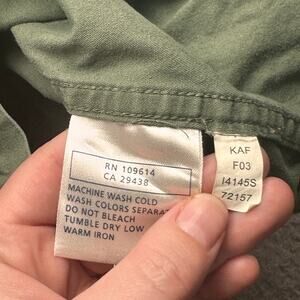 RN 109614
CA 29438
MACHINE WASH COLD
WASH COLORS SEPARAT
DO NOT BLEACH
TUMBLE DRY LOW
WARM IRON
KAF
F03
I4145S
72157